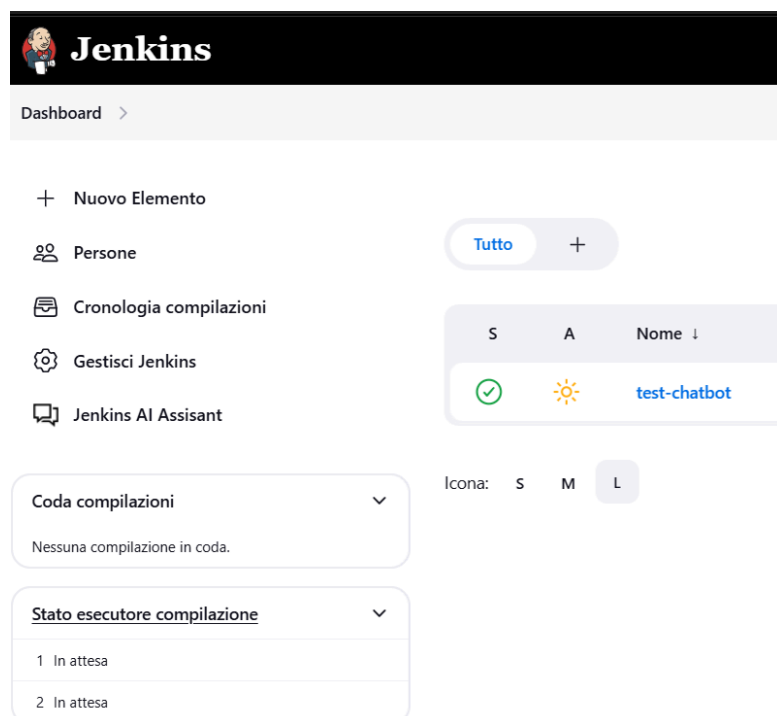 Jenkins
Dashboard
Nuovo Elemento
Persone
Cronologia compilazioni
Gestisci Jenkins
Jenkins AI Assisant
Coda compilazioni
Nessuna compilazione in coda.
Stato esecutore compilazione
1 In attesa
2 In attesa
Tutto +
S A Nome ↓
test-chatbot
Icona: S M L